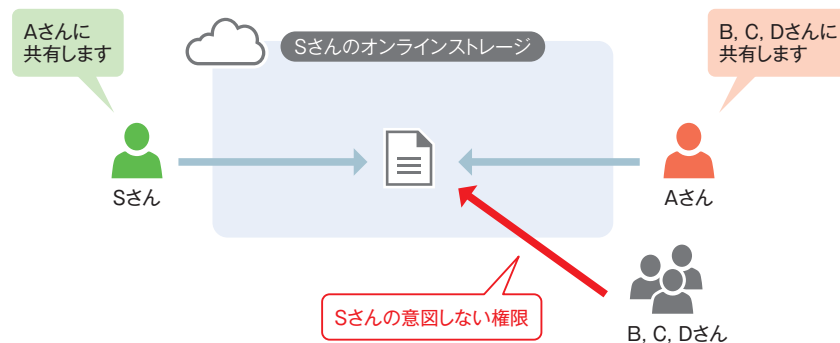 Aさんに
共有します
Sさんのオンラインストレージ
B, C, Dさんに
共有します
Sさん
Aさん
Sさんの意図しない権限
B, C, Dさん